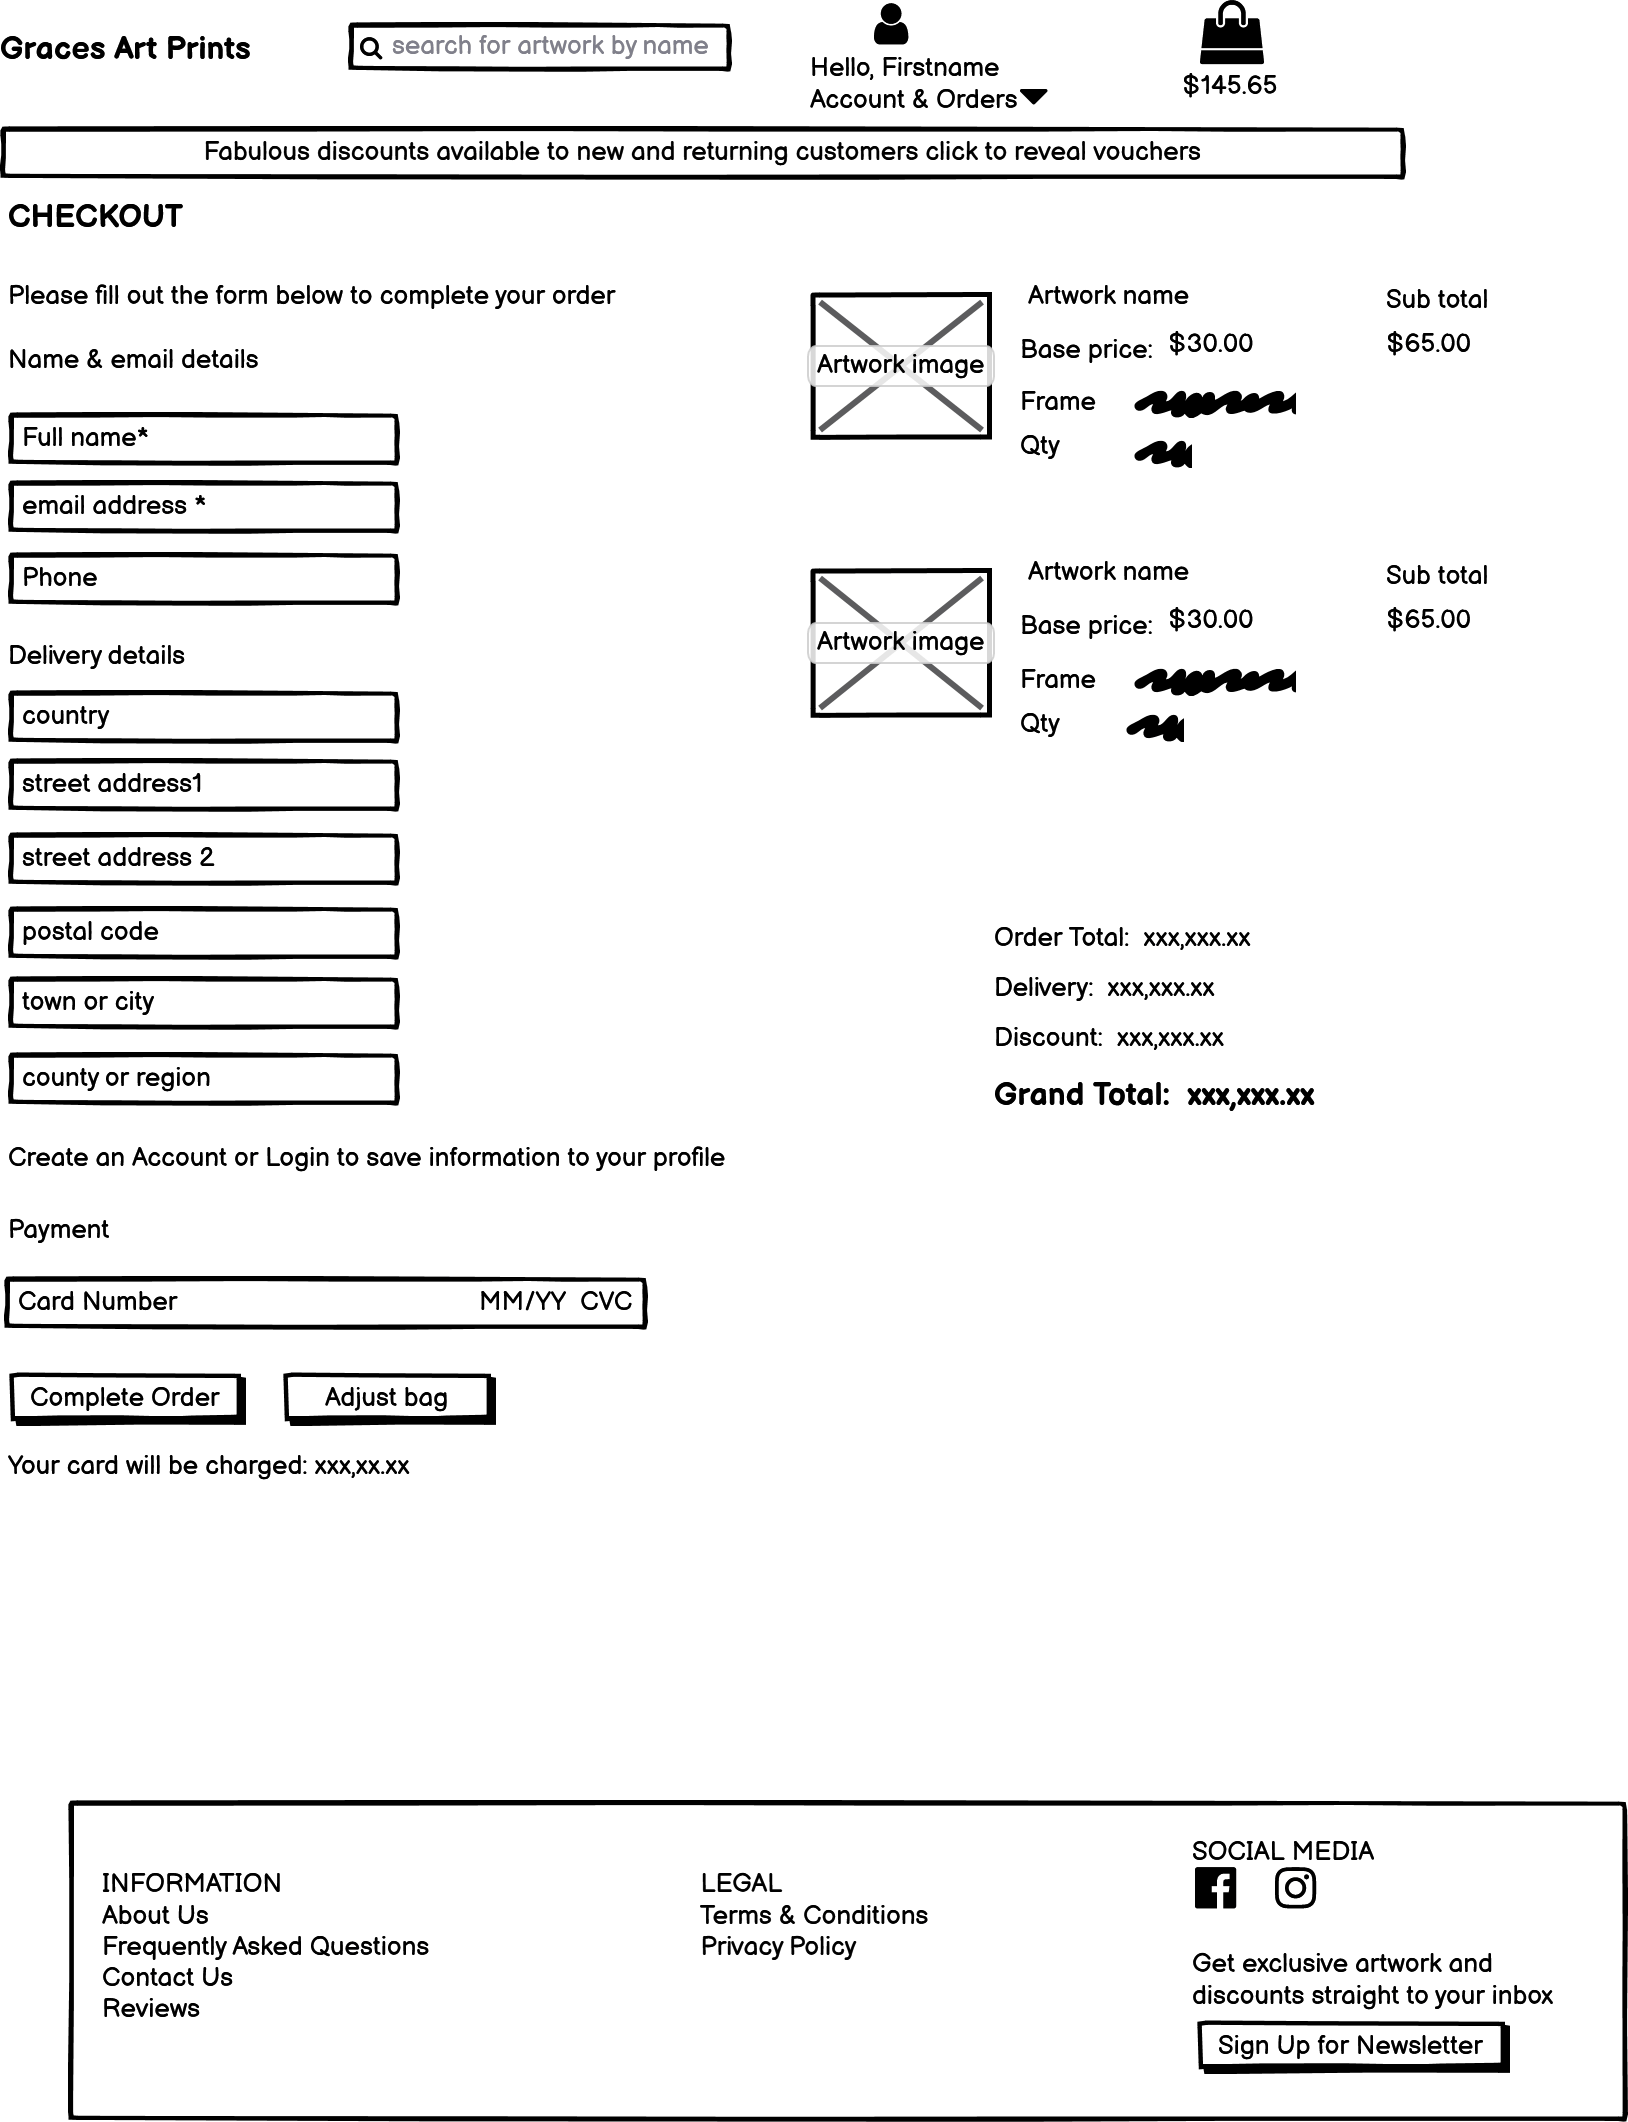 Graces Art Prints
search for artwork by name
Hello, Firstname
Account & Orders
$145.65
Fabulous discounts available to new and returning customers click to reveal vouchers
CHECKOUT
Please fill out the form below to complete your order
Name & email details
Full name*
email address *
Phone
Delivery details
country
street address1
street address 2
postal code
town or city
county or region
Create an Account or Login to save information to your profile
Payment
Card Number MM/YY CVC
Complete Order
Adjust bag
Your card will be charged: xxx,xx.xx
Artwork image
Artwork name
Base price: $30.00
Frame
Qty
Sub total
$65.00
Artwork image
Artwork name
Base price: $30.00
Frame
Qty
Sub total
$65.00
Order Total: xxx,xxx.xx
Delivery: xxx,xxx.xx
Discount: xxx,xxx.xx
Grand Total: xxx,xxx.xx
INFORMATION
About Us
Frequently Asked Questions
Contact Us
Reviews
LEGAL
Terms & Conditions
Privacy Policy
SOCIAL MEDIA
Get exclusive artwork and
discounts straight to your inbox
Sign Up for Newsletter